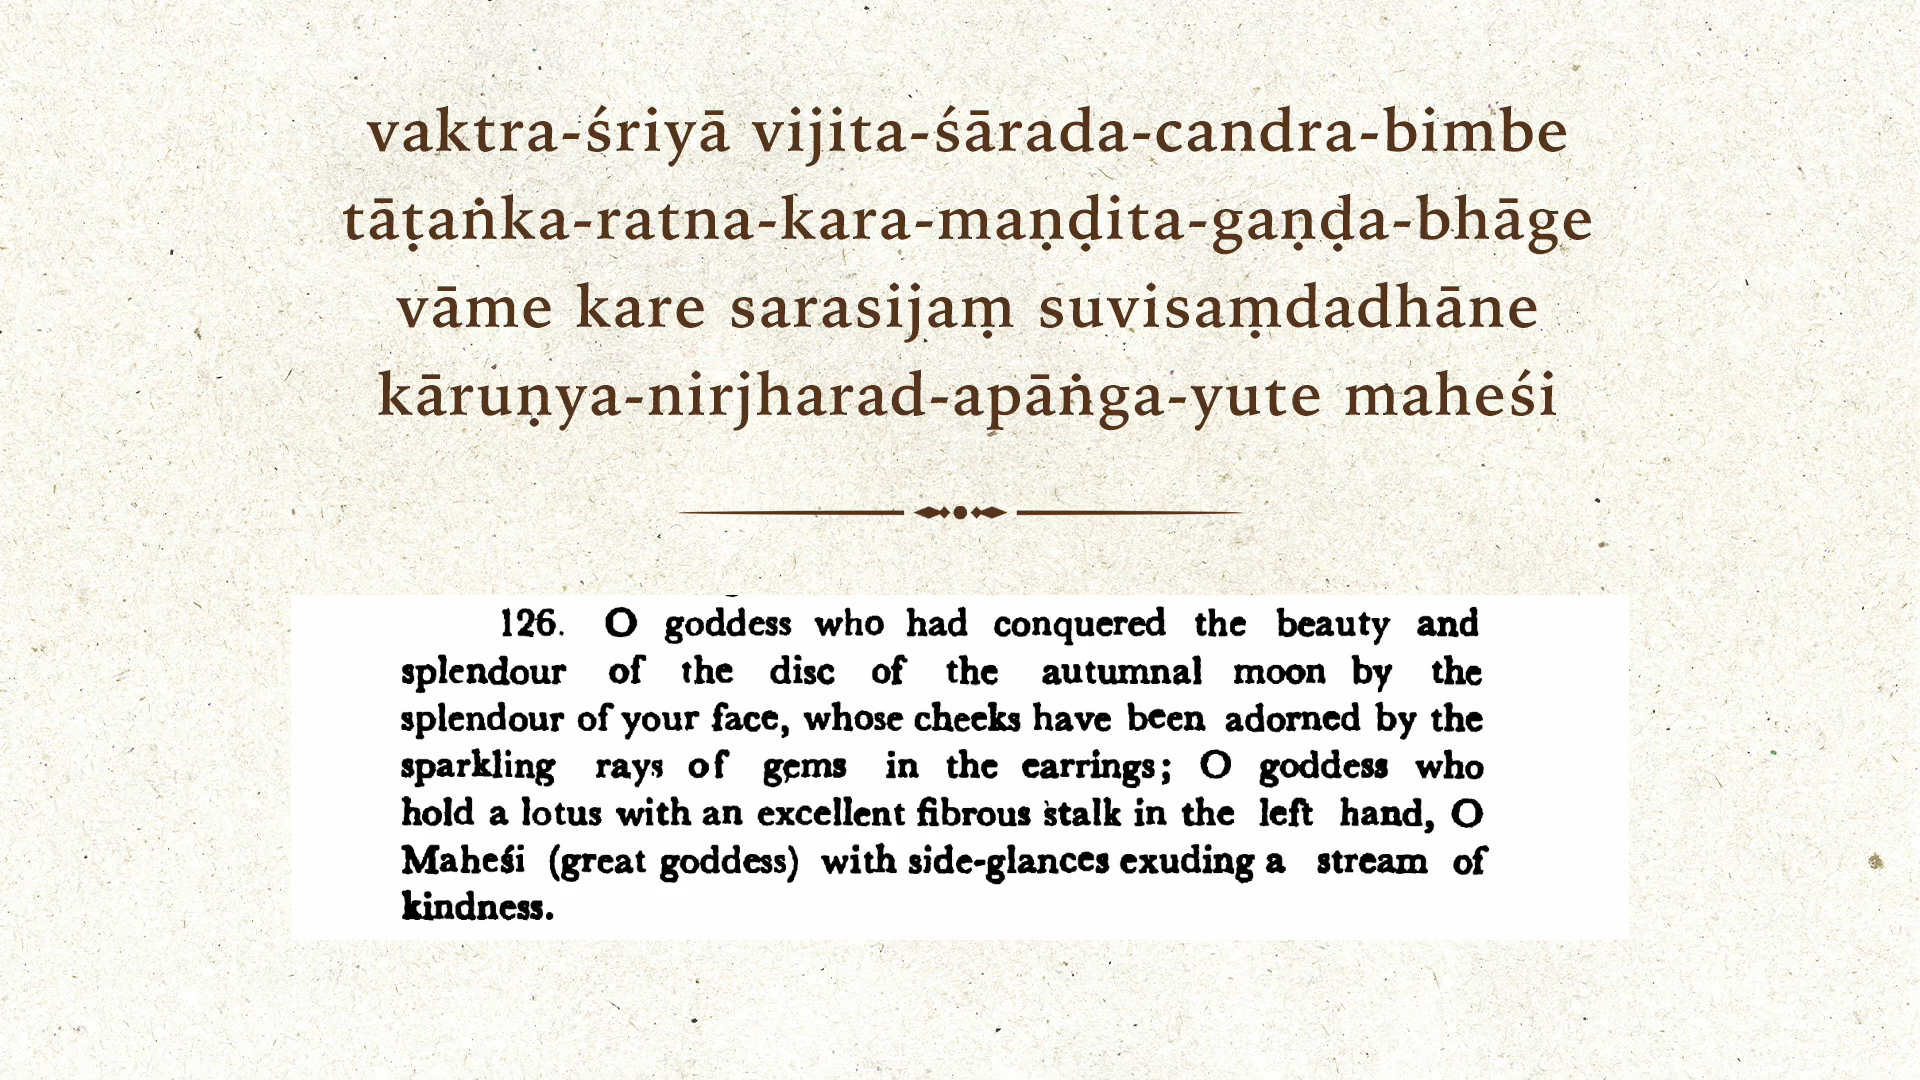 vaktra-śriyā vijita-śārada-candra-bimbe
tāṭaṅka-ratna-kara-maṇḍita-gaṇḍa-bhāge
vāme kare sarasijaṃ suvisaṃdadhāne
kāruṇya-nirjharad-apāṅga-yute maheśi
126. O goddess who had conquered the beauty and
splendour of the disc of the autumnal moon by the
splendour of your face, whose cheeks have been adorned by the
sparkling rays of gems in the earrings; O goddess who
hold a lotus with an excellent fibrous stalk in the left hand, O
Maheśi (great goddess) with side-glances exuding a stream of
kindness.